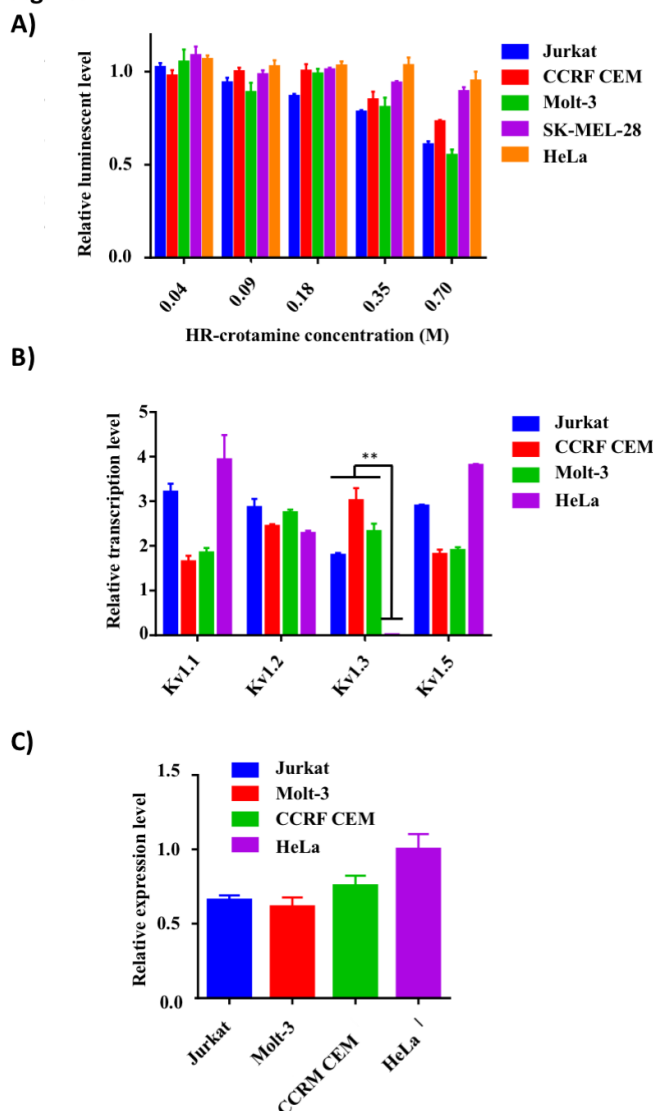 A)
Relative luminescent level
1.0
0.5
0.0
Jurkat
CCRF CEM
Molt-3
SK-MEL-28
HeLa
0.04 0.09 0.18 0.35 0.70
HR-crotamine concentration (M)
B)
Relative transcription level
5
4
3
2
1
0
**
Jurkat
CCRF CEM
Molt-3
HeLa
Kv1.1 Kv1.2 Kv1.3 Kv1.5
C)
Relative expression level
1.5
1.0
0.5
0.0
Jurkat
Molt-3
CCRF CEM
HeLa
Jurkat Molt-3 CCRM CEM HeLa